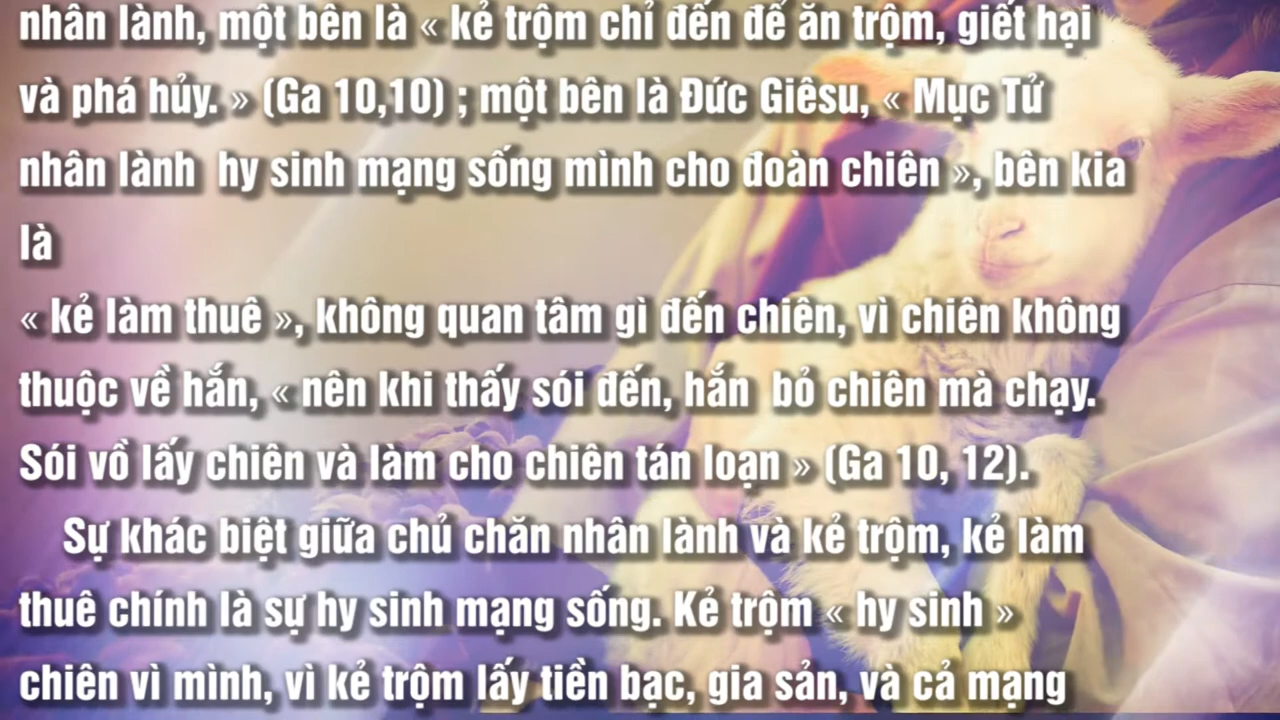 nhân lành, một bên là « kẻ trộm chỉ đến để ăn trộm, giết hại
và phá hủy. » (Ga 10,10) ; một bên là Đức Giêsu, « Mục Tử
nhân lành hy sinh mạng sống mình cho đoàn chiên », bên kia
là
« kẻ làm thuê », không quan tâm gì đến chiên, vì chiên không
thuộc về hắn, « nên khi thấy sói đến, hắn bỏ chiên mà chạy.
Sói vồ lấy chiên và làm cho chiên tán loạn » (Ga 10, 12).
Sự khác biệt giữa chủ chăn nhân lành và kẻ trộm, kẻ làm
thuê chính là sự hy sinh mạng sống. Kẻ trộm « hy sinh »
chiên vì mình, vì kẻ trộm lấy tiền bạc, gia sản, và cả mạng